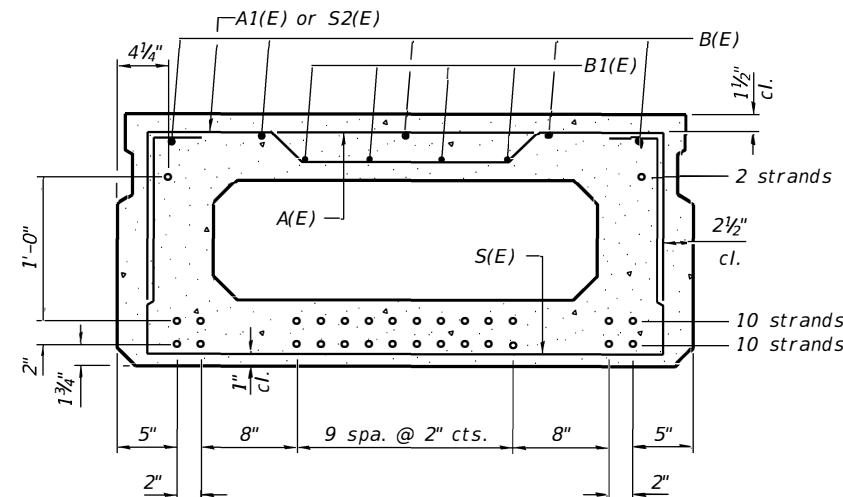 A1(E) or S2(E)
B(E)
4¼"
B1(E)
1½"
cl.
2 strands
A(E)
1'-0"
2½"
cl.
S(E)
10 strands
10 strands
2"
1¾"
1"
cl.
5"
8"
9 spa. @ 2" cts.
8"
5"
2"
2"